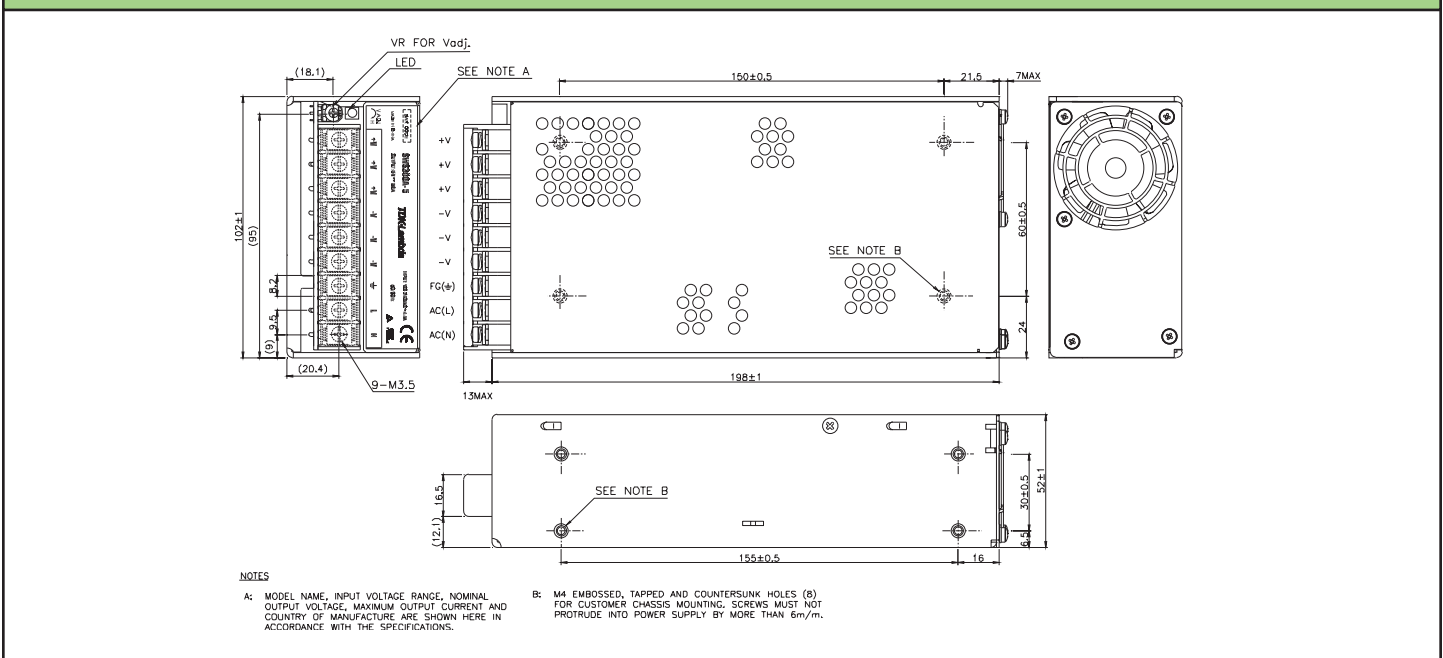 VR FOR Vadj.
LED
SEE NOTE A
(18.1)
150±0.5
21.5
7MAX
102±1
(95)
8.2
9.5
(9)
(20.4)
9-M3.5
TDK-Lambda
CE
+V
+V
+V
-V
-V
-V
FG(⏚)
AC(L)
AC(N)
SEE NOTE B
60±0.5
24
13MAX
198±1
16.5
(12.1)
SEE NOTE B
155±0.5
16
30±0.5
6.5
52±1
NOTES
A: MODEL NAME, INPUT VOLTAGE RANGE, NOMINAL
OUTPUT VOLTAGE, MAXIMUM OUTPUT CURRENT AND
COUNTRY OF MANUFACTURE ARE SHOWN HERE IN
ACCORDANCE WITH THE SPECIFICATIONS.
B: M4 EMBOSSED, TAPPED AND COUNTERSUNK HOLES (8)
FOR CUSTOMER CHASSIS MOUNTING. SCREWS MUST NOT
PROTRUDE INTO POWER SUPPLY BY MORE THAN 6m/m.